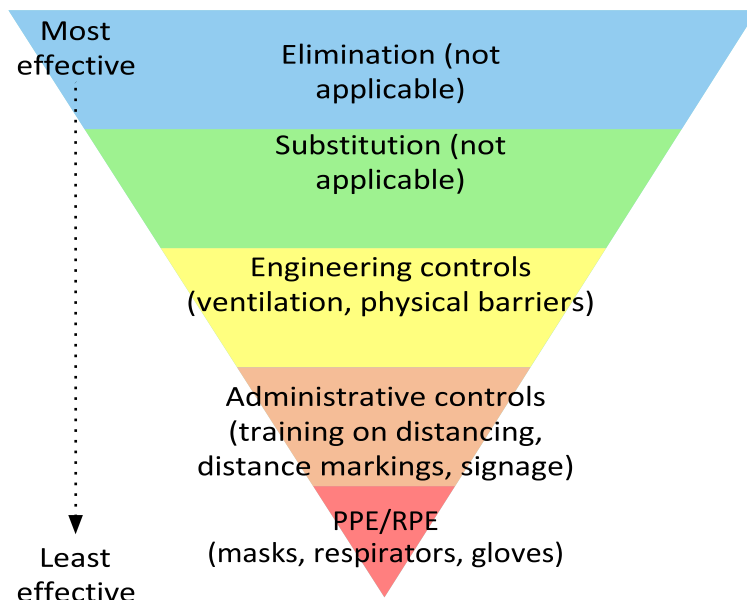 Most
effective
Elimination (not
applicable)
Substitution (not
applicable)
Engineering controls
(ventilation, physical barriers)
Administrative controls
(training on distancing,
distance markings, signage)
PPE/RPE
(masks, respirators, gloves)
Least
effective